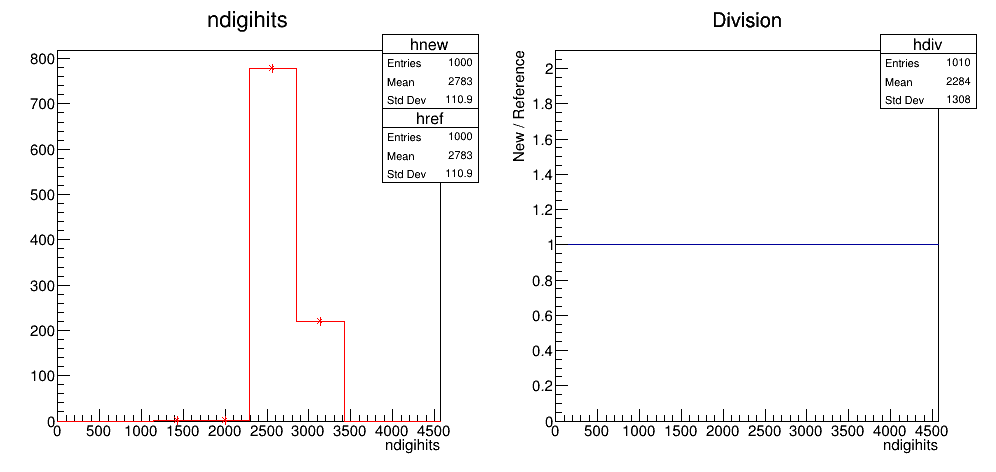 ndigihits
hnew
Entries 1000
Mean 2783
Std Dev 110.9
href
Entries 1000
Mean 2783
Std Dev 110.9
800
700
600
500
400
300
200
100
0
0 500 1000 1500 2000 2500 3000 3500 4000 4500
ndigihits
Division
hdiv
Entries 1010
Mean 2284
Std Dev 1308
New / Reference
2
1.8
1.6
1.4
1.2
1
0.8
0.6
0.4
0.2
0
0 500 1000 1500 2000 2500 3000 3500 4000 4500
ndigihits